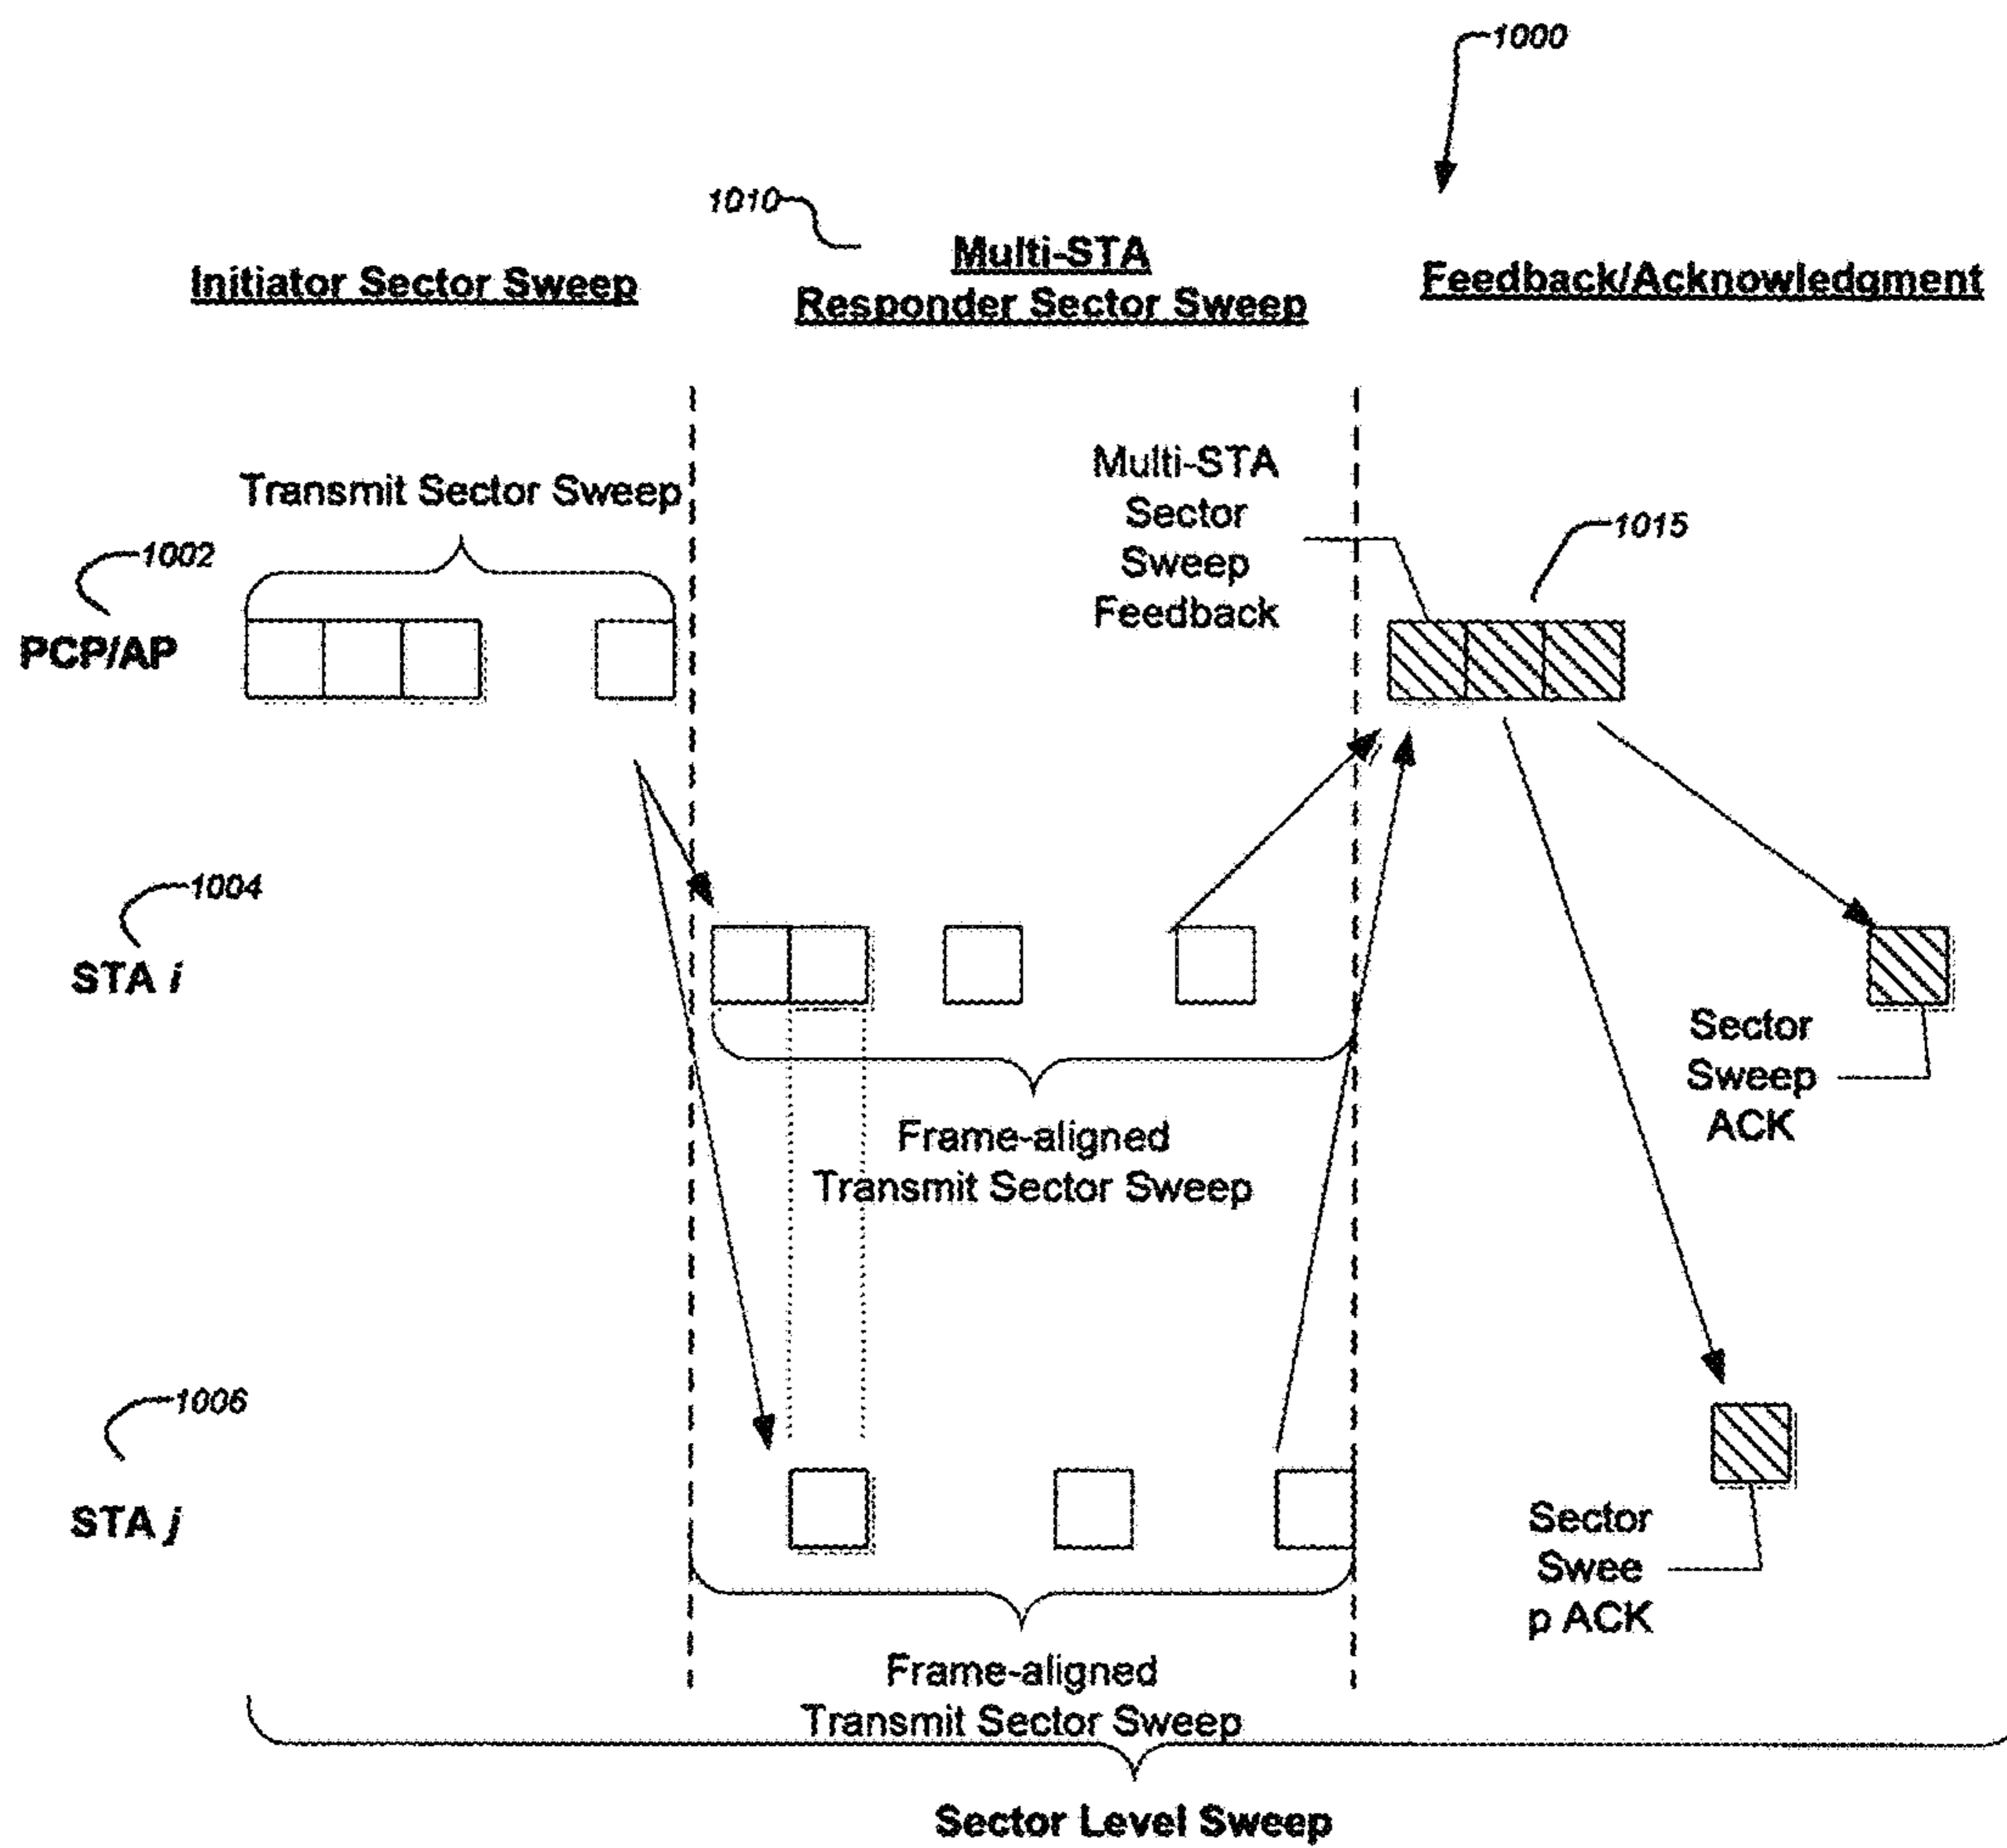 1000
1010
Initiator Sector Sweep
Multi-STA
Responder Sector Sweep
Feedback/Acknowledgment
Transmit Sector Sweep
Multi-STA
Sector
Sweep
Feedback
1015
1002
PCP/AP
1004
STA i
Sector
Sweep
ACK
Frame-aligned
Transmit Sector Sweep
1006
STA j
Sector
Swee
p ACK
Frame-aligned
Transmit Sector Sweep
Sector Level Sweep